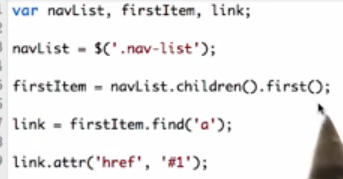 var navList, firstItem, link;
navList = $('.nav-list');
firstItem = navList.children().first();
link = firstItem.find('a');
link.attr('href', '#1');